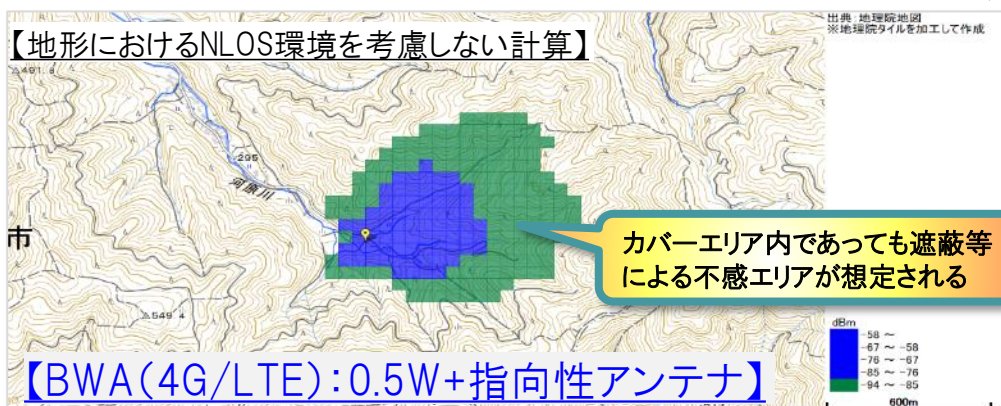 【地形におけるNLOS環境を考慮しない計算】
出典:地理院地図
※地理院タイルを加工して作成
△491.8
295
河原川
市
カバーエリア内であっても遮蔽等
による不感エリアが想定される
△549.4
dBm
-58 ~
-67 ~ -58
-76 ~ -67
-85 ~ -76
-94 ~ -85
600m
【BWA(4G/LTE):0.5W+指向性アンテナ】